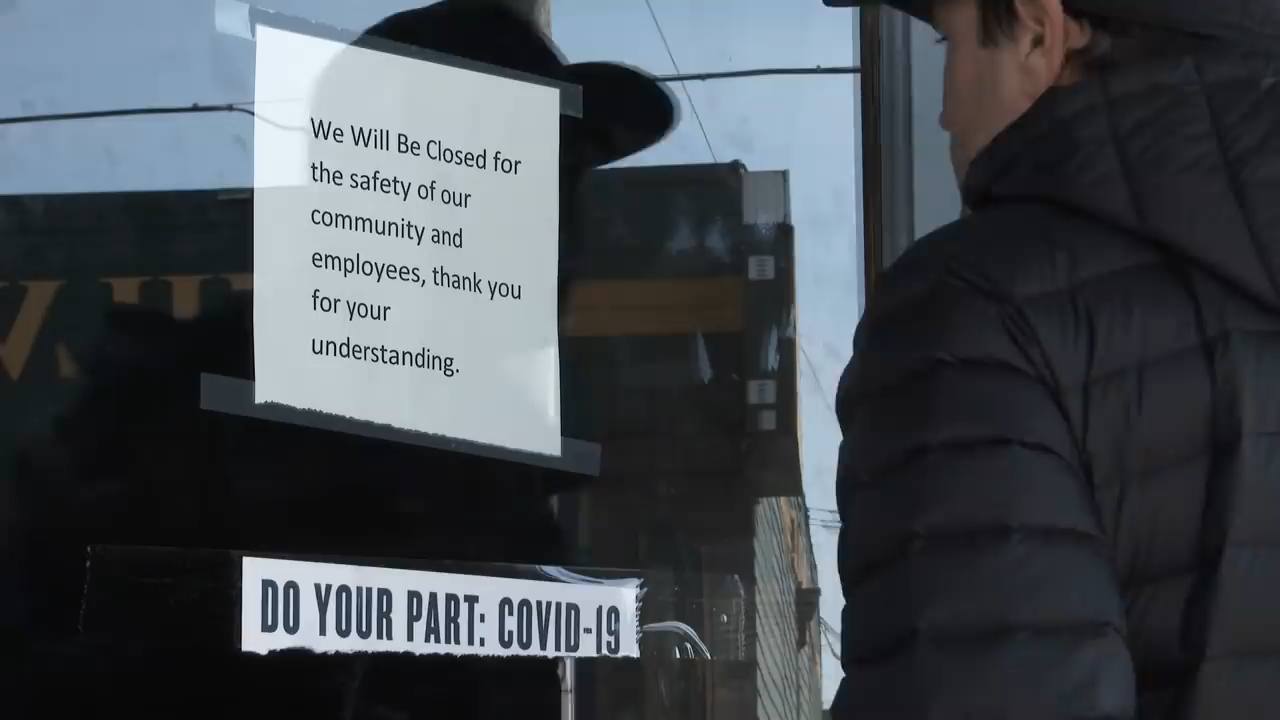 We Will Be Closed for
the safety of our
community and
employees, thank you
for your
understanding.
DO YOUR PART: COVID-19